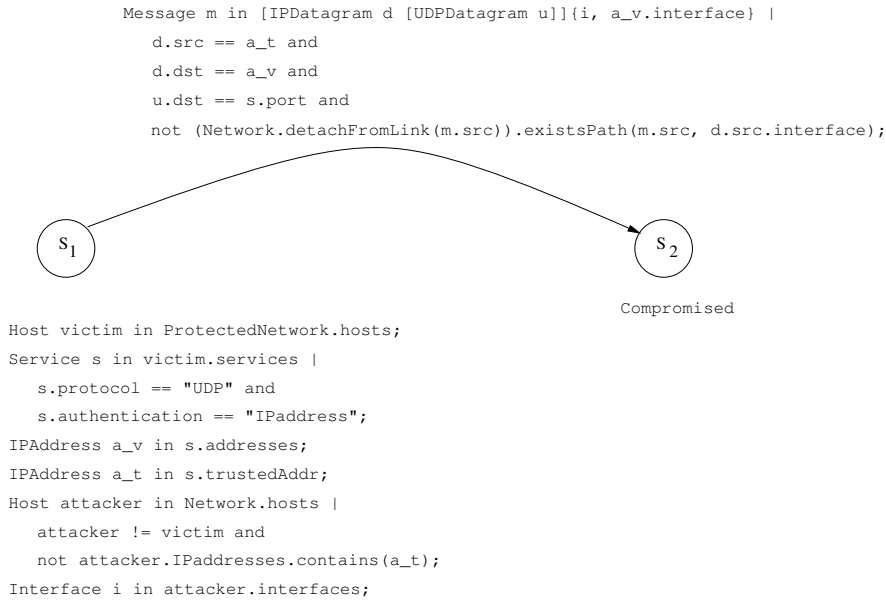 Message m in [IPDatagram d [UDPDatagram u]]{i, a_v.interface} |
d.src == a_t and
d.dst == a_v and
u.dst == s.port and
not (Network.detachFromLink(m.src)).existsPath(m.src, d.src.interface);
S1
S2
Compromised
Host victim in ProtectedNetwork.hosts;
Service s in victim.services |
s.protocol == "UDP" and
s.authentication == "IPaddress";
IPAddress a_v in s.addresses;
IPAddress a_t in s.trustedAddr;
Host attacker in Network.hosts |
attacker != victim and
not attacker.IPaddresses.contains(a_t);
Interface i in attacker.interfaces;